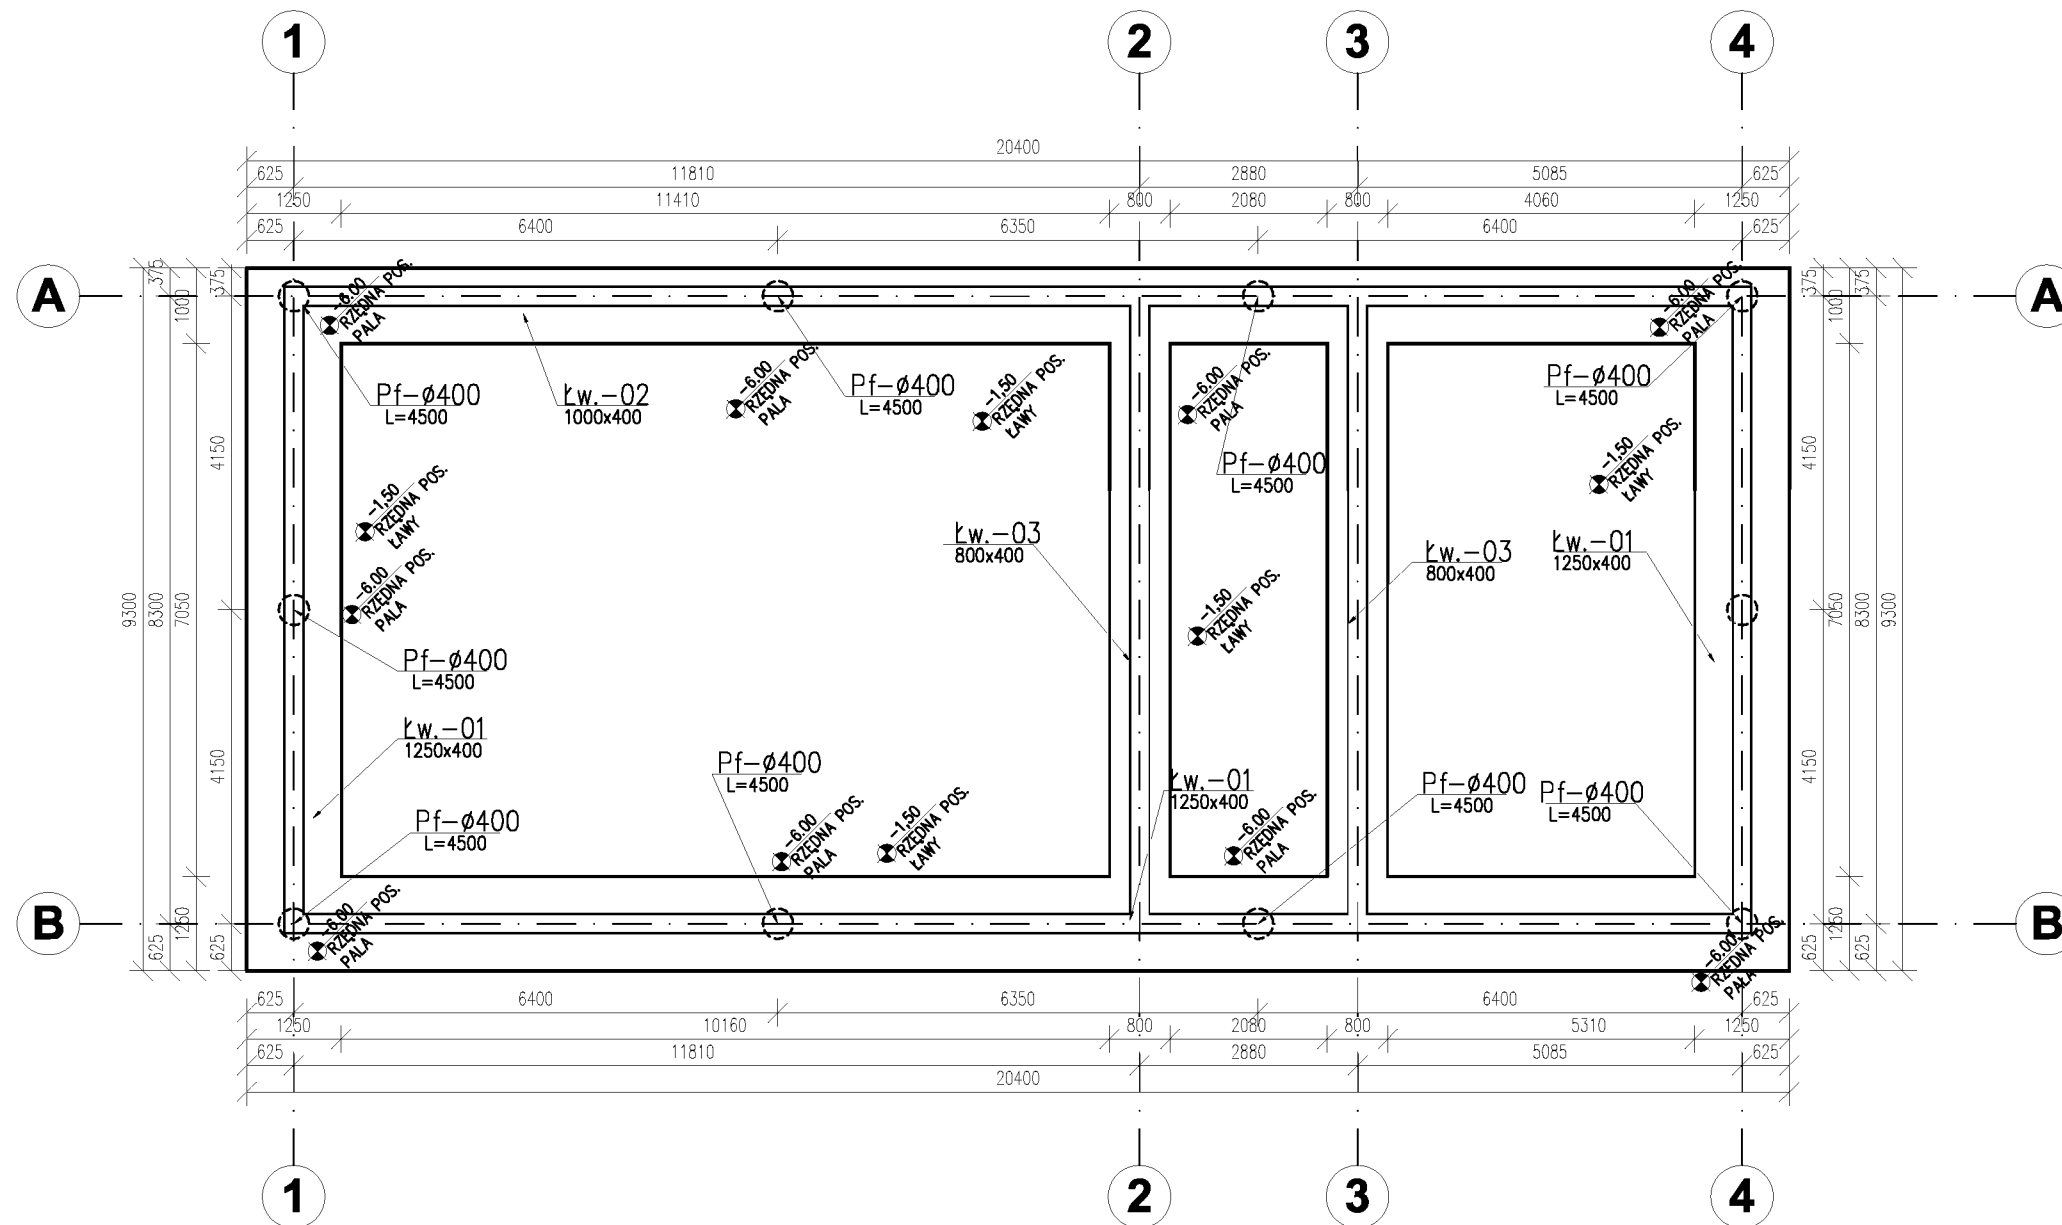 1 2 3 4
20400
625 11810 2880 5085 625
1250 11410 800 2080 800 4060 1250
625 6400 6350 6400 625
A A
375 1000 375
375 1000 375
-6.00
RZĘDNA POS.
PALA
-6.00
RZĘDNA POS.
PALA
Pf-ø400
L=4500
Łw.-02
1000x400
-6.00
RZĘDNA POS.
PALA
Pf-ø400
L=4500
-1,50
RZĘDNA POS.
ŁAWY
-6.00
RZĘDNA POS.
PALA
Pf-ø400
L=4500
Pf-ø400
L=4500
-1,50
RZĘDNA POS.
ŁAWY
4150
4150
-1,50
RZĘDNA POS.
ŁAWY
Łw.-03
800x400
Łw.-03
800x400
Łw.-01
1250x400
9300 8300 7050
7050 8300 9300
-6.00
RZĘDNA POS.
PALA
-1,50
RZĘDNA POS.
ŁAWY
Pf-ø400
L=4500
Łw.-01
1250x400
4150
4150
Pf-ø400
L=4500
Łw.-01
1250x400
Pf-ø400
L=4500
Pf-ø400
L=4500
Pf-ø400
L=4500
-6.00
RZĘDNA POS.
PALA
-1,50
RZĘDNA POS.
ŁAWY
-6.00
RZĘDNA POS.
PALA
B B
625 1250 625
625 1250 625
-6.00
RZĘDNA POS.
PALA
-6.00
RZĘDNA POS.
PALA
625 6400 6350 6400 625
1250 10160 800 2080 800 5310 1250
625 11810 2880 5085 625
20400
1 2 3 4